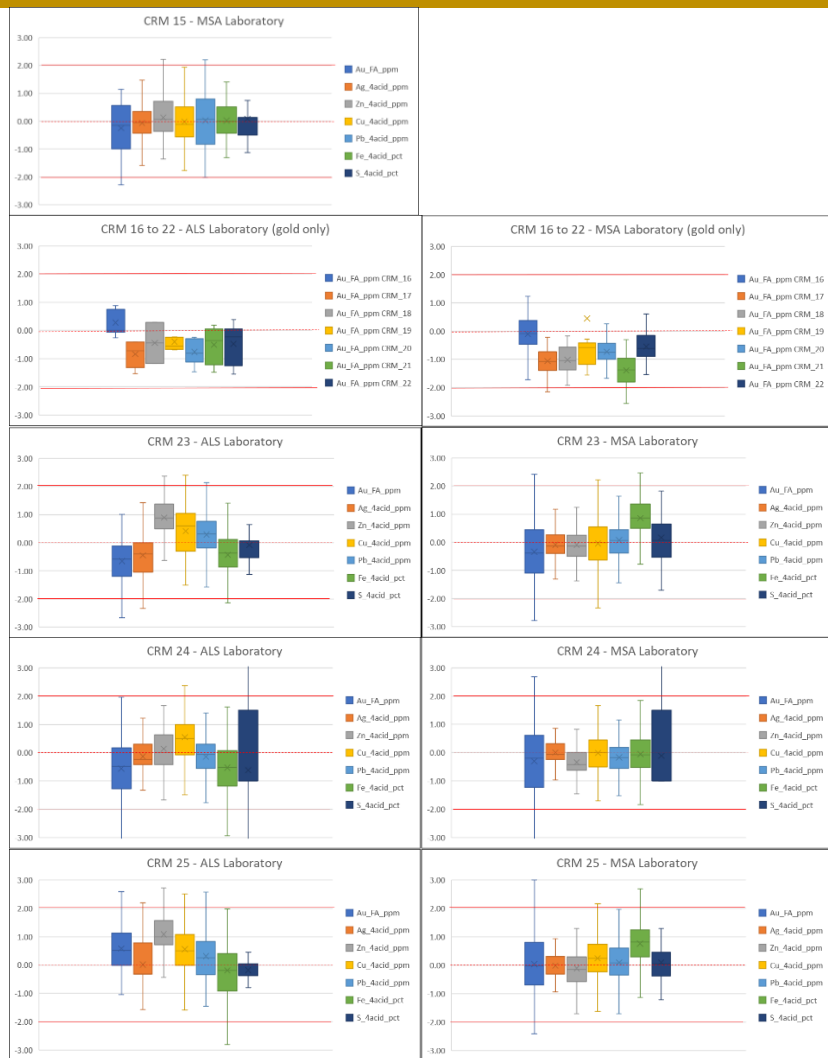 CRM 15 - MSA Laboratory
3.00
2.00
1.00
0.00
-1.00
-2.00
-3.00
Au_FA_ppm
Ag_4acid_ppm
Zn_4acid_ppm
Cu_4acid_ppm
Pb_4acid_ppm
Fe_4acid_pct
S_4acid_pct
CRM 16 to 22 - ALS Laboratory (gold only)
3.00
2.00
1.00
0.00
-1.00
-2.00
-3.00
Au_FA_ppm CRM_16
Au_FA_ppm CRM_17
Au_FA_ppm CRM_18
Au_FA_ppm CRM_19
Au_FA_ppm CRM_20
Au_FA_ppm CRM_21
Au_FA_ppm CRM_22
CRM 16 to 22 - MSA Laboratory (gold only)
3.00
2.00
1.00
0.00
-1.00
-2.00
-3.00
Au_FA_ppm CRM_16
Au_FA_ppm CRM_17
Au_FA_ppm CRM_18
Au_FA_ppm CRM_19
Au_FA_ppm CRM_20
Au_FA_ppm CRM_21
Au_FA_ppm CRM_22
CRM 23 - ALS Laboratory
3.00
2.00
1.00
0.00
-1.00
-2.00
-3.00
Au_FA_ppm
Ag_4acid_ppm
Zn_4acid_ppm
Cu_4acid_ppm
Pb_4acid_ppm
Fe_4acid_pct
S_4acid_pct
CRM 23 - MSA Laboratory
3.00
2.00
1.00
0.00
-1.00
-2.00
-3.00
Au_FA_ppm
Ag_4acid_ppm
Zn_4acid_ppm
Cu_4acid_ppm
Pb_4acid_ppm
Fe_4acid_pct
S_4acid_pct
CRM 24 - ALS Laboratory
3.00
2.00
1.00
0.00
-1.00
-2.00
3.00
Au_FA_ppm
Ag_4acid_ppm
Zn_4acid_ppm
Cu_4acid_ppm
Pb_4acid_ppm
Fe_4acid_pct
S_4acid_pct
CRM 24 - MSA Laboratory
3.00
2.00
1.00
0.00
-1.00
-2.00
3.00
Au_FA_ppm
Ag_4acid_ppm
Zn_4acid_ppm
Cu_4acid_ppm
Pb_4acid_ppm
Fe_4acid_pct
S_4acid_pct
CRM 25 - ALS Laboratory
3.00
2.00
1.00
0.00
-1.00
-2.00
-3.00
Au_FA_ppm
Ag_4acid_ppm
Zn_4acid_ppm
Cu_4acid_ppm
Pb_4acid_ppm
Fe_4acid_pct
S_4acid_pct
CRM 25 - MSA Laboratory
3.00
2.00
1.00
0.00
-1.00
-2.00
-3.00
Au_FA_ppm
Ag_4acid_ppm
Zn_4acid_ppm
Cu_4acid_ppm
Pb_4acid_ppm
Fe_4acid_pct
S_4acid_pct